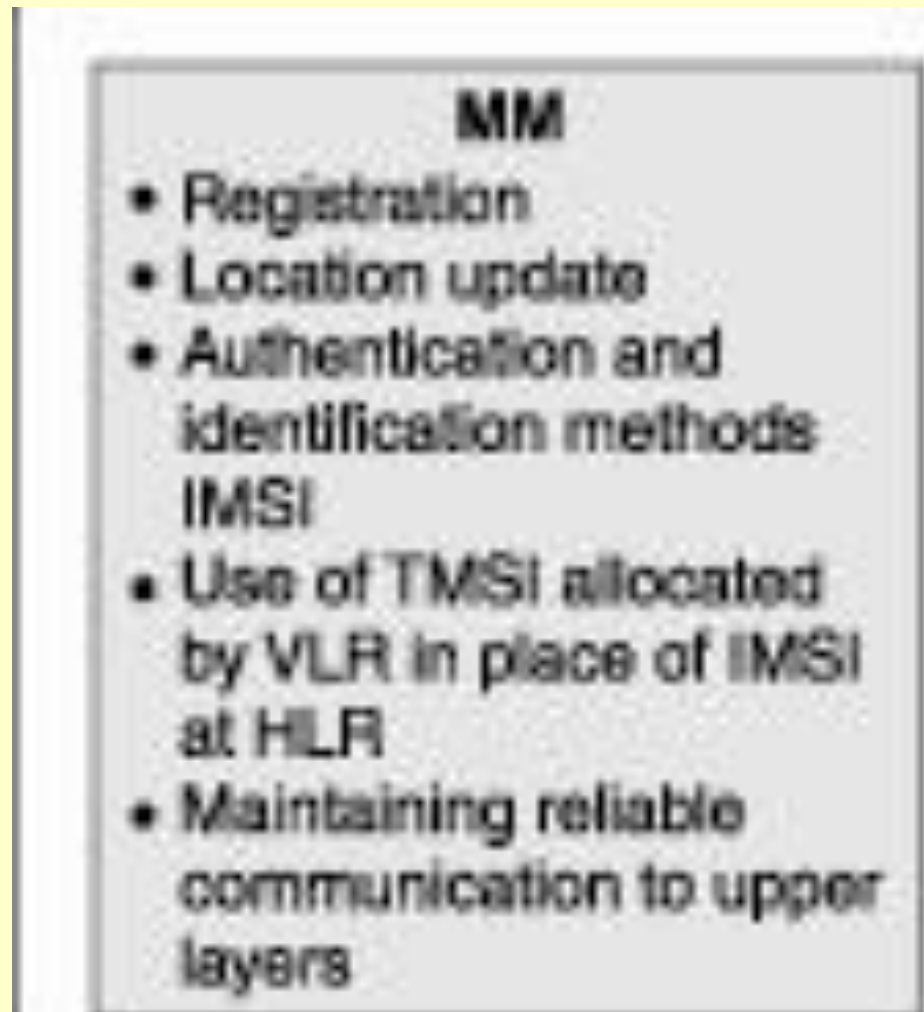 MM
• Registration
• Location update
• Authentication and
identification methods
IMSI
• Use of TMSI allocated
by VLR in place of IMSI
at HLR
• Maintaining reliable
communication to upper
layers